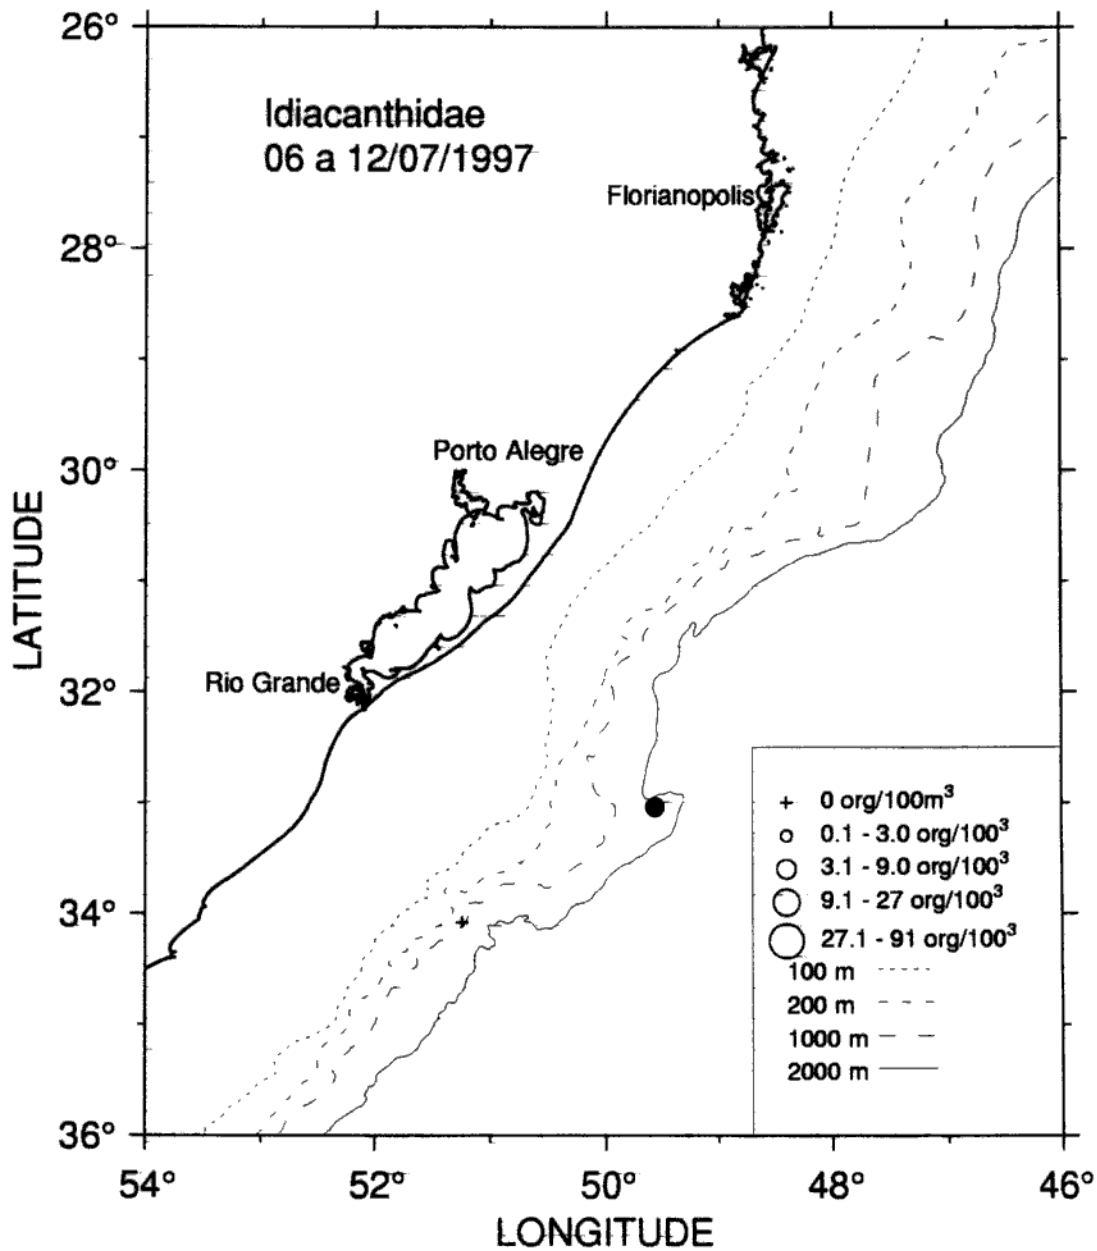 26°
Idiacanthidae
06 a 12/07/1997
Florianopolis
28°
Porto Alegre
30°
LATITUDE
Rio Grande
32°
+ 0 org/100m³
0.1 - 3.0 org/100³
3.1 - 9.0 org/100³
34°
9.1 - 27 org/100³
27.1 - 91 org/100³
100 m
200 m
1000 m
2000 m
36°
54° 52° 50° 48° 46°
LONGITUDE